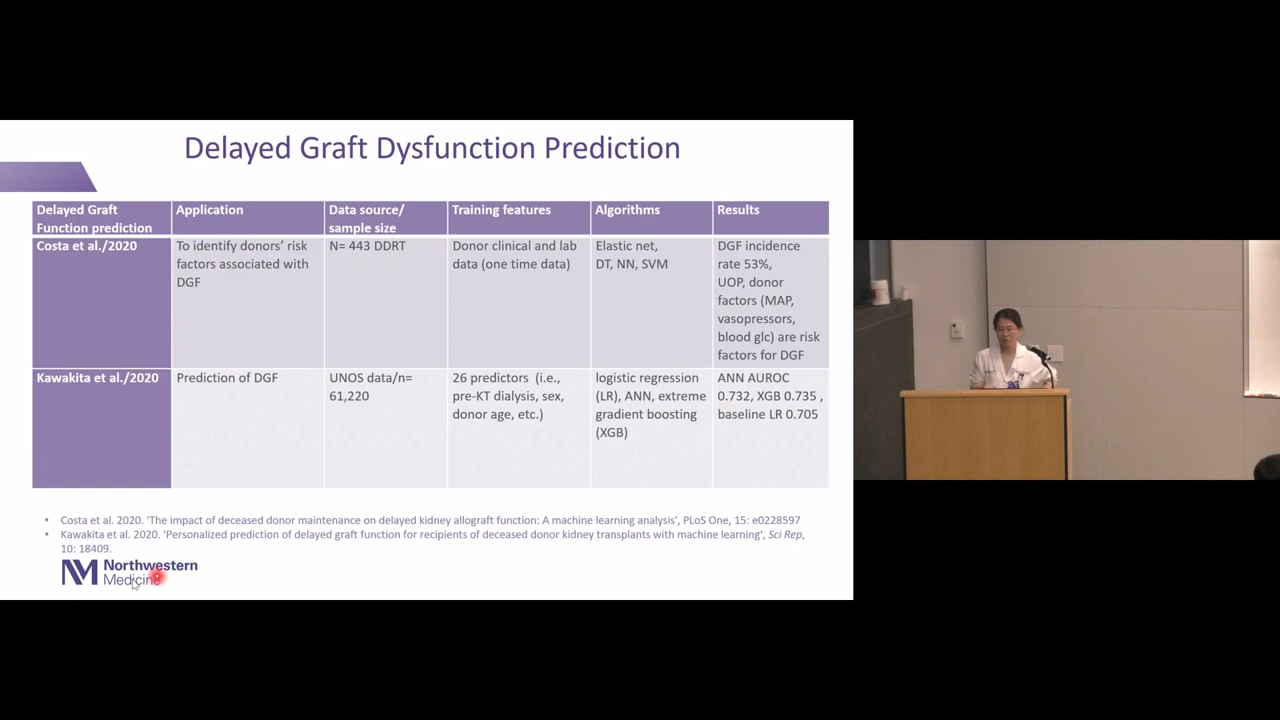 Delayed Graft Dysfunction Prediction
Delayed Graft
Function prediction
Application
Data source/
sample size
Training features
Algorithms
Results
Costa et al./2020
To identify donors' risk
factors associated with
DGF
N= 443 DDRT
Donor clinical and lab
data (one time data)
Elastic net,
DT, NN, SVM
DGF incidence
rate 53%,
UOP, donor
factors (MAP,
vasopressors,
blood glc) are risk
factors for DGF
Kawakita et al./2020
Prediction of DGF
UNOS data/n=
61,220
26 predictors (i.e.,
pre-KT dialysis, sex,
donor age, etc.)
logistic regression
(LR), ANN, extreme
gradient boosting
(XGB)
ANN AUROC
0.732, XGB 0.735 ,
baseline LR 0.705
• Costa et al. 2020. 'The impact of deceased donor maintenance on delayed kidney allograft function: A machine learning analysis', PLoS One, 15: e0228597
• Kawakita et al. 2020. 'Personalized prediction of delayed graft function for recipients of deceased donor kidney transplants with machine learning', Sci Rep,
10: 18409.
Northwestern
Medicine